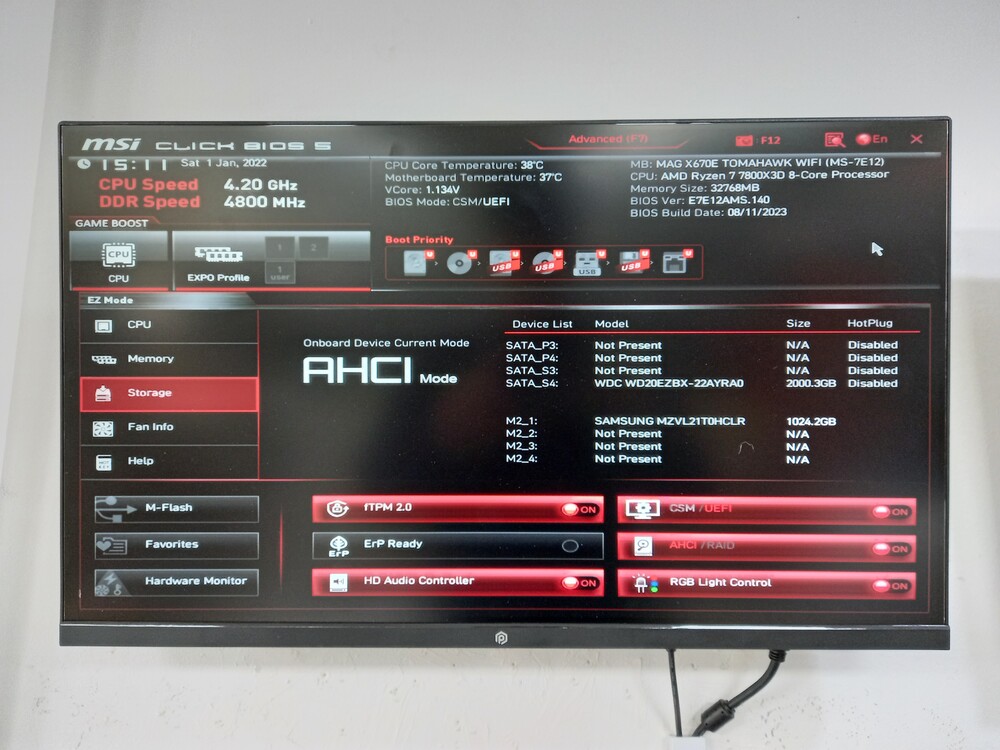 msi CLICK BIOS 5
Advanced (F7)
F12
En
15:11 Sat 1 Jan, 2022
CPU Speed 4.20 GHz
DDR Speed 4800 MHz
CPU Core Temperature: 38°C
Motherboard Temperature: 37°C
VCore: 1.134V
BIOS Mode: CSM/UEFI
MB: MAG X670E TOMAHAWK WIFI (MS-7E12)
CPU: AMD Ryzen 7 7800X3D 8-Core Processor
Memory Size: 32768MB
BIOS Ver: E7E12AMS.140
BIOS Build Date: 08/11/2023
GAME BOOST
CPU
CPU
EXPO Profile
1 2
1
user
Boot Priority
U U U U U U U
USB USB USB USB
EZ Mode
CPU
Memory
Storage
Fan Info
Help
Onboard Device Current Mode
AHCI Mode
Device List Model Size HotPlug
SATA_P3: Not Present N/A Disabled
SATA_P4: Not Present N/A Disabled
SATA_S3: Not Present N/A Disabled
SATA_S4: WDC WD20EZBX-22AYRA0 2000.3GB Disabled
M2_1: SAMSUNG MZVL21T0HCLR 1024.2GB
M2_2: Not Present N/A
M2_3: Not Present N/A
M2_4: Not Present N/A
M-Flash
Favorites
Hardware Monitor
fTPM 2.0 ON
ErP
ErP Ready
HD Audio Controller ON
CSM /UEFI ON
AHCI /RAID ON
RGB Light Control ON